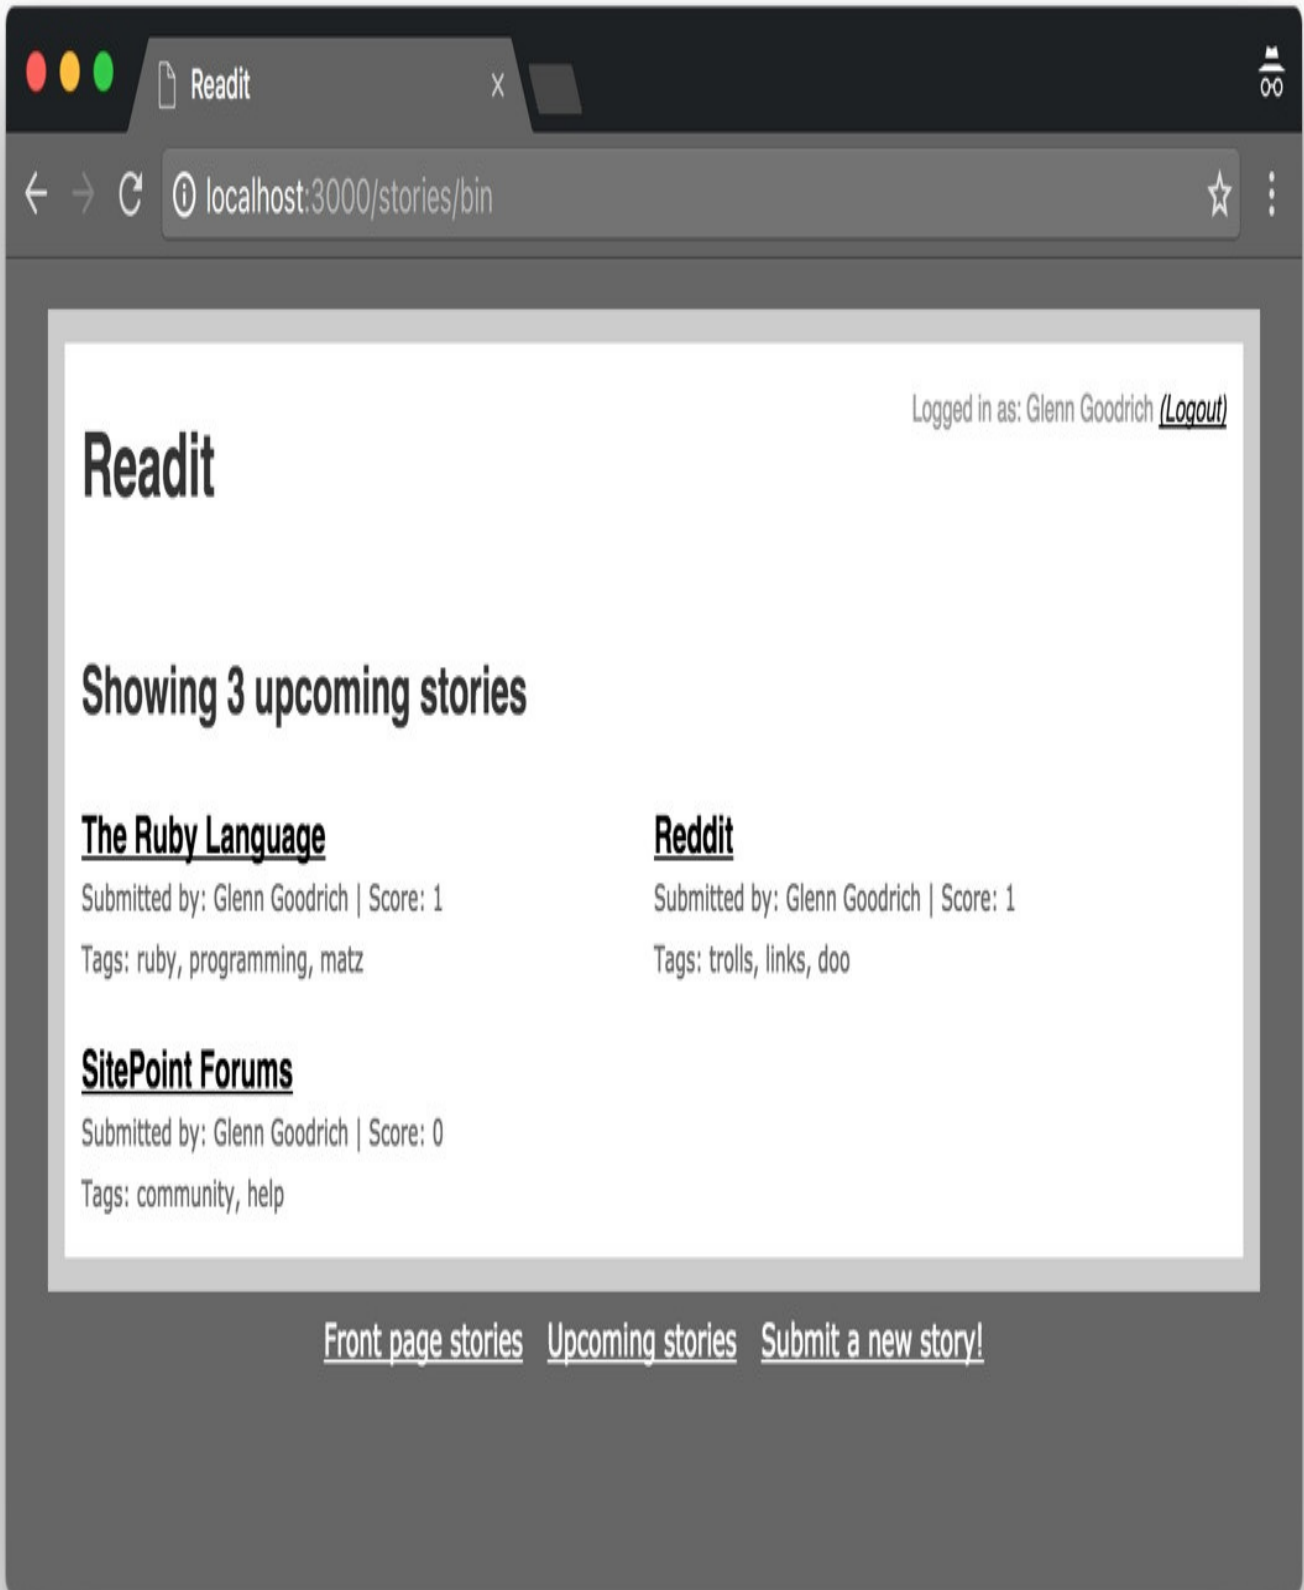 Readit
localhost:3000/stories/bin
Logged in as: Glenn Goodrich (Logout)
Readit
Showing 3 upcoming stories
The Ruby Language
Submitted by: Glenn Goodrich | Score: 1
Tags: ruby, programming, matz
Reddit
Submitted by: Glenn Goodrich | Score: 1
Tags: trolls, links, doo
SitePoint Forums
Submitted by: Glenn Goodrich | Score: 0
Tags: community, help
Front page stories Upcoming stories Submit a new story!